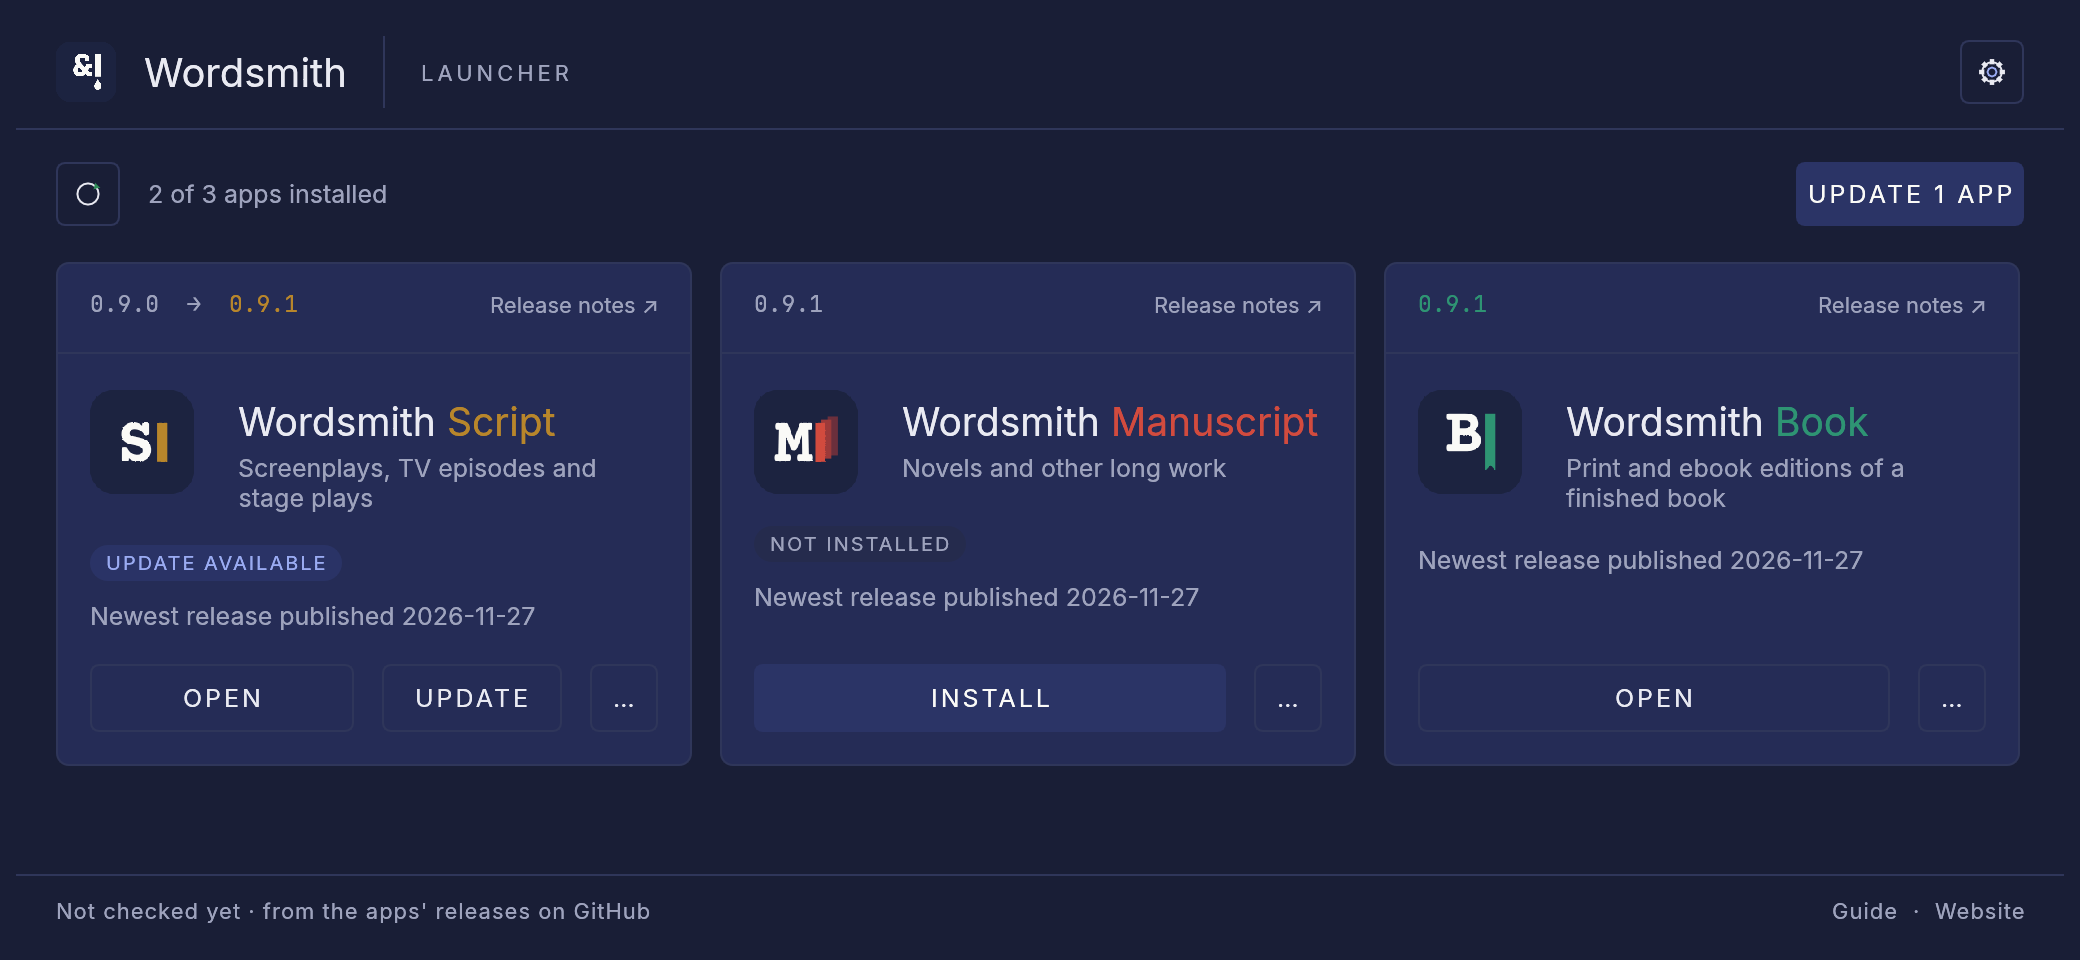 &I
Wordsmith
LAUNCHER
2 of 3 apps installed
UPDATE 1 APP
0.9.0 → 0.9.1
Release notes ↗
S
Wordsmith Script
Screenplays, TV episodes and
stage plays
UPDATE AVAILABLE
Newest release published 2026-11-27
OPEN
UPDATE
...
0.9.1
Release notes ↗
M
Wordsmith Manuscript
Novels and other long work
NOT INSTALLED
Newest release published 2026-11-27
INSTALL
...
0.9.1
Release notes ↗
B
Wordsmith Book
Print and ebook editions of a
finished book
Newest release published 2026-11-27
OPEN
...
Not checked yet · from the apps' releases on GitHub
Guide · Website